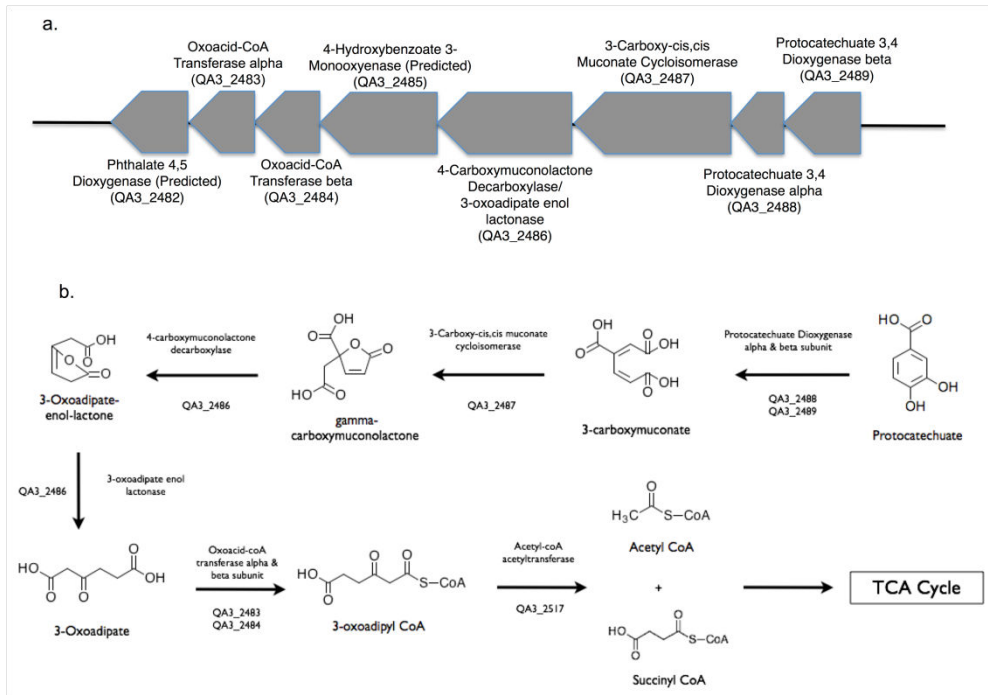 a.
Oxoacid-CoA
Transferase alpha
(QA3_2483)
4-Hydroxybenzoate 3-
Monooxyenase (Predicted)
(QA3_2485)
3-Carboxy-cis,cis
Muconate Cycloisomerase
(QA3_2487)
Protocatechuate 3,4
Dioxygenase beta
(QA3_2489)
Phthalate 4,5
Dioxygenase (Predicted)
(QA3_2482)
Oxoacid-CoA
Transferase beta
(QA3_2484)
4-Carboxymuconolactone
Decarboxylase/
3-oxoadipate enol
lactonase
(QA3_2486)
Protocatechuate 3,4
Dioxygenase alpha
(QA3_2488)
b.
OH
O
O
O
3-Oxoadipate-
enol-lactone
4-carboxymuconolactone
decarboxylase
QA3_2486
OH
O
O
O
HO
O
gamma-
carboxymuconolactone
3-Carboxy-cis,cis muconate
cycloisomerase
QA3_2487
OH
O
O
OH
O
OH
3-carboxymuconate
Protocatechuate Dioxygenase
alpha & beta subunit
QA3_2488
QA3_2489
HO
O
OH
OH
Protocatechuate
QA3_2486
3-oxoadipate enol
lactonase
HO
O
O
O
OH
3-Oxoadipate
Oxoacid-coA
transferase alpha &
beta subunit
QA3_2483
QA3_2484
HO
O
O
O
S-CoA
3-oxoadipyl CoA
Acetyl-coA
acetyltransferase
QA3_2517
O
H3C
S-CoA
Acetyl CoA
+
HO
O
O
S-CoA
Succinyl CoA
TCA Cycle